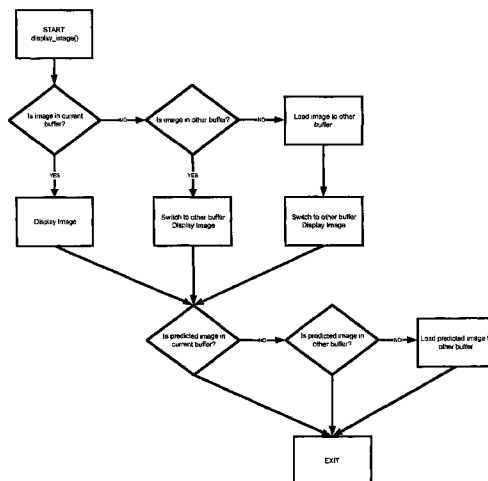 START
display_image()
Is image in current
buffer?
NO
Is image in other buffer?
NO
Load image to other
buffer
YES
YES
Display Image
Switch to other buffer
Display Image
Switch to other buffer
Display Image
Is predicted image in
current buffer?
NO
Is predicted image in
other buffer?
NO
Load predicted image
other buffer
EXIT